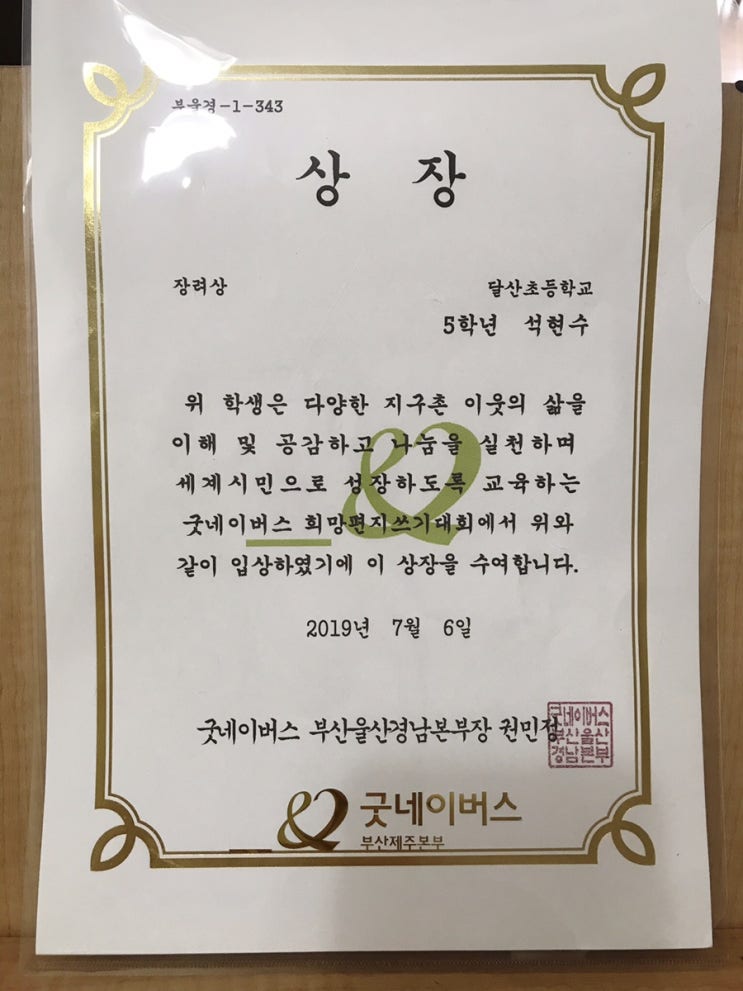 부울경-1-343
상 장
장려상 달산초등학교
5학년 석현수
위 학생은 다양한 지구촌 이웃의 삶을
이해 및 공감하고 나눔을 실천하며
세계시민으로 성장하도록 교육하는
굿네이버스 희망편지쓰기대회에서 위와
같이 입상하였기에 이 상장을 수여합니다.
2019년 7월 6일
굿네이버스 부산울산경남본부장 권민정
굿네이버스
부산울산
경남본부
굿네이버스
부산제주본부